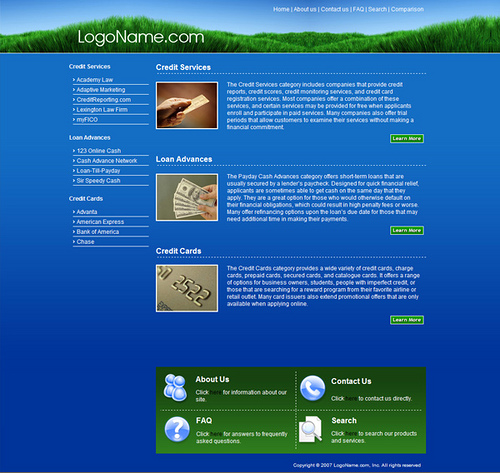 Home | About us | Contact us | FAQ | Search | Comparison
LogoName.com
Credit Services
Academy Law
Adaptive Marketing
CreditReporting.com
Lexington Law Firm
myFICO
Loan Advances
123 Online Cash
Cash Advance Network
Loan-Till-Payday
Sir Speedy Cash
Credit Cards
Advanta
American Express
Bank of America
Chase
Credit Services
The Credit Services category includes companies that provide credit
reports, credit scores, credit monitoring services, and credit card
registration services. Most companies offer a combination of these
services, and certain services may be provided for free when applicants
enroll and participate in paid services. Many companies also offer trial
periods that allow customers to examine their services without making a
financial commitment.
Learn More
Loan Advances
The Payday Cash Advances category offers short-term loans that are
usually secured by a lender's paycheck. Designed for quick financial relief,
applicants are sometimes able to get cash on the same day that they
apply. They are a great option for those who would otherwise default on
their financial obligations, which could result in high penalty fees or worse.
Many offer refinancing options upon the loan's due date for those that may
need additional time in making their payments.
Learn More
Credit Cards
The Credit Cards category provides a wide variety of credit cards, charge
cards, prepaid cards, secured cards, and catalogue cards. It offers a range
of options for business owners, students, people with imperfect credit, or
those that are searching for a reward program from their favorite airline or
retail outlet. Many card issuers also extend promotional offers that are only
available when applying online.
2522
Learn More
About Us
Click here for information about our
site.
Contact Us
Click here to contact us directly.
FAQ
Click here for answers to frequently
asked questions.
Search
Click here to search our products
and services.
Copyright © 2007 LogoName.com, Inc. All rights reserved